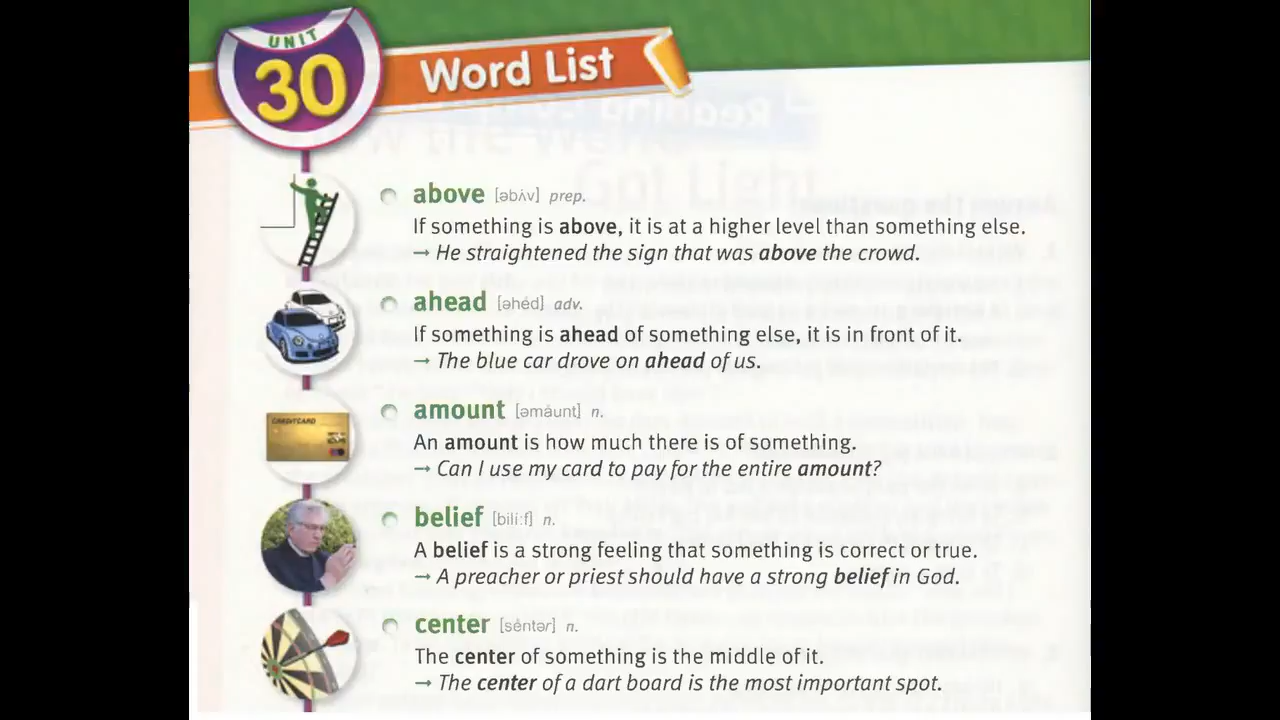 UNIT
30
Word List
above [əbʌ́v] prep.
If something is above, it is at a higher level than something else.
→ He straightened the sign that was above the crowd.
ahead [əhéd] adv.
If something is ahead of something else, it is in front of it.
→ The blue car drove on ahead of us.
amount [əmáunt] n.
An amount is how much there is of something.
→ Can I use my card to pay for the entire amount?
belief [bilíːf] n.
A belief is a strong feeling that something is correct or true.
→ A preacher or priest should have a strong belief in God.
center [séntər] n.
The center of something is the middle of it.
→ The center of a dart board is the most important spot.
CREDITCARD